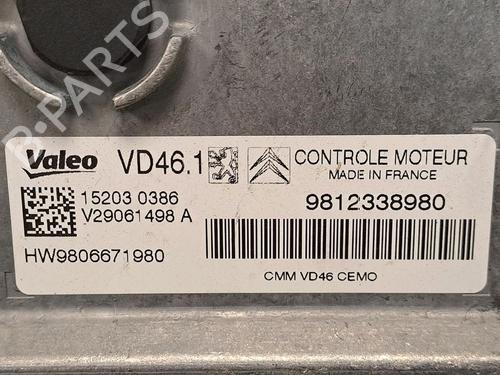 B-PARTS
Valeo VD46.1 CONTROLE MOTEUR
MADE IN FRANCE
15203 0386
V29061498 A
9812338980
HW9806671980
CMM VD46 CEMO